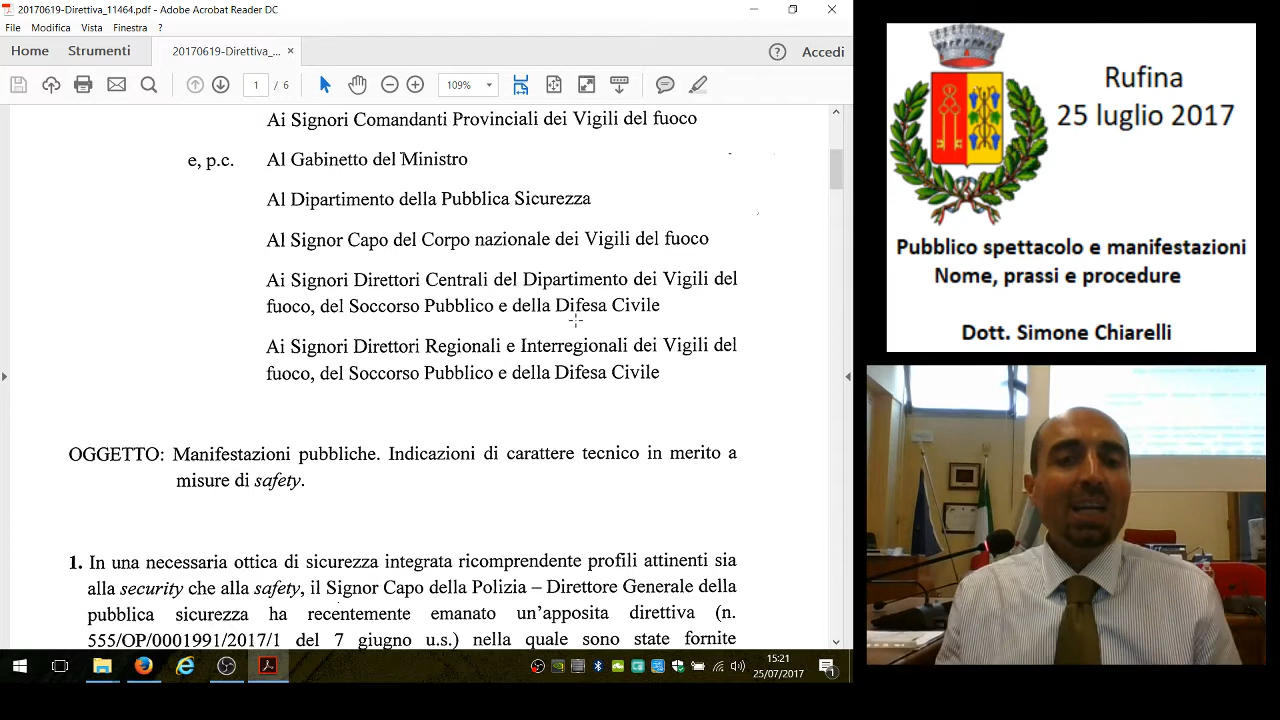 20170619-Direttiva_11464.pdf - Adobe Acrobat Reader DC
File Modifica Vista Finestra ?
Home Strumenti 20170619-Direttiva_... × ? Accedi
1 / 6 109%
Ai Signori Comandanti Provinciali dei Vigili del fuoco
e, p.c. Al Gabinetto del Ministro
Al Dipartimento della Pubblica Sicurezza
Al Signor Capo del Corpo nazionale dei Vigili del fuoco
Ai Signori Direttori Centrali del Dipartimento dei Vigili del
fuoco, del Soccorso Pubblico e della Difesa Civile
Ai Signori Direttori Regionali e Interregionali dei Vigili del
fuoco, del Soccorso Pubblico e della Difesa Civile
OGGETTO: Manifestazioni pubbliche. Indicazioni di carattere tecnico in merito a
misure di safety.
1. In una necessaria ottica di sicurezza integrata ricomprendente profili attinenti sia
alla security che alla safety, il Signor Capo della Polizia – Direttore Generale della
pubblica sicurezza ha recentemente emanato un'apposita direttiva (n.
555/OP/0001991/2017/1 del 7 giugno u.s.) nella quale sono state fornite
15:21
25/07/2017
1
Rufina
25 luglio 2017
Pubblico spettacolo e manifestazioni
Nome, prassi e procedure
Dott. Simone Chiarelli